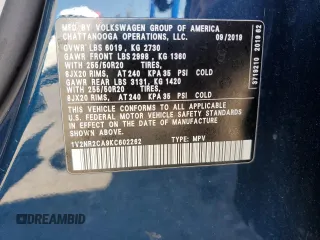 MFD. BY VOLKSWAGEN GROUP OF AMERICA
CHATTANOOGA OPERATIONS, LLC. 09/2019
GVWR LBS 6019, KG 2730
GAWR FRONT LBS 2998, KG 1360
WITH 255/50R20 TIRES,
8JX20 RIMS, AT 240 KPA 35 PSI COLD
GAWR REAR LBS 3131, KG 1420
WITH 255/50R20 TIRES,
8JX20 RIMS, AT 240 KPA 35 PSI COLD
THIS VEHICLE CONFORMS TO ALL APPLICABLE
U.S. FEDERAL MOTOR VEHICLE SAFETY STANDARDS
IN EFFECT ON THE DATE OF MANUFACTURE
SHOWN ABOVE.
1V2NR2CA9KC602262 TYPE: MPV
DREAMBID